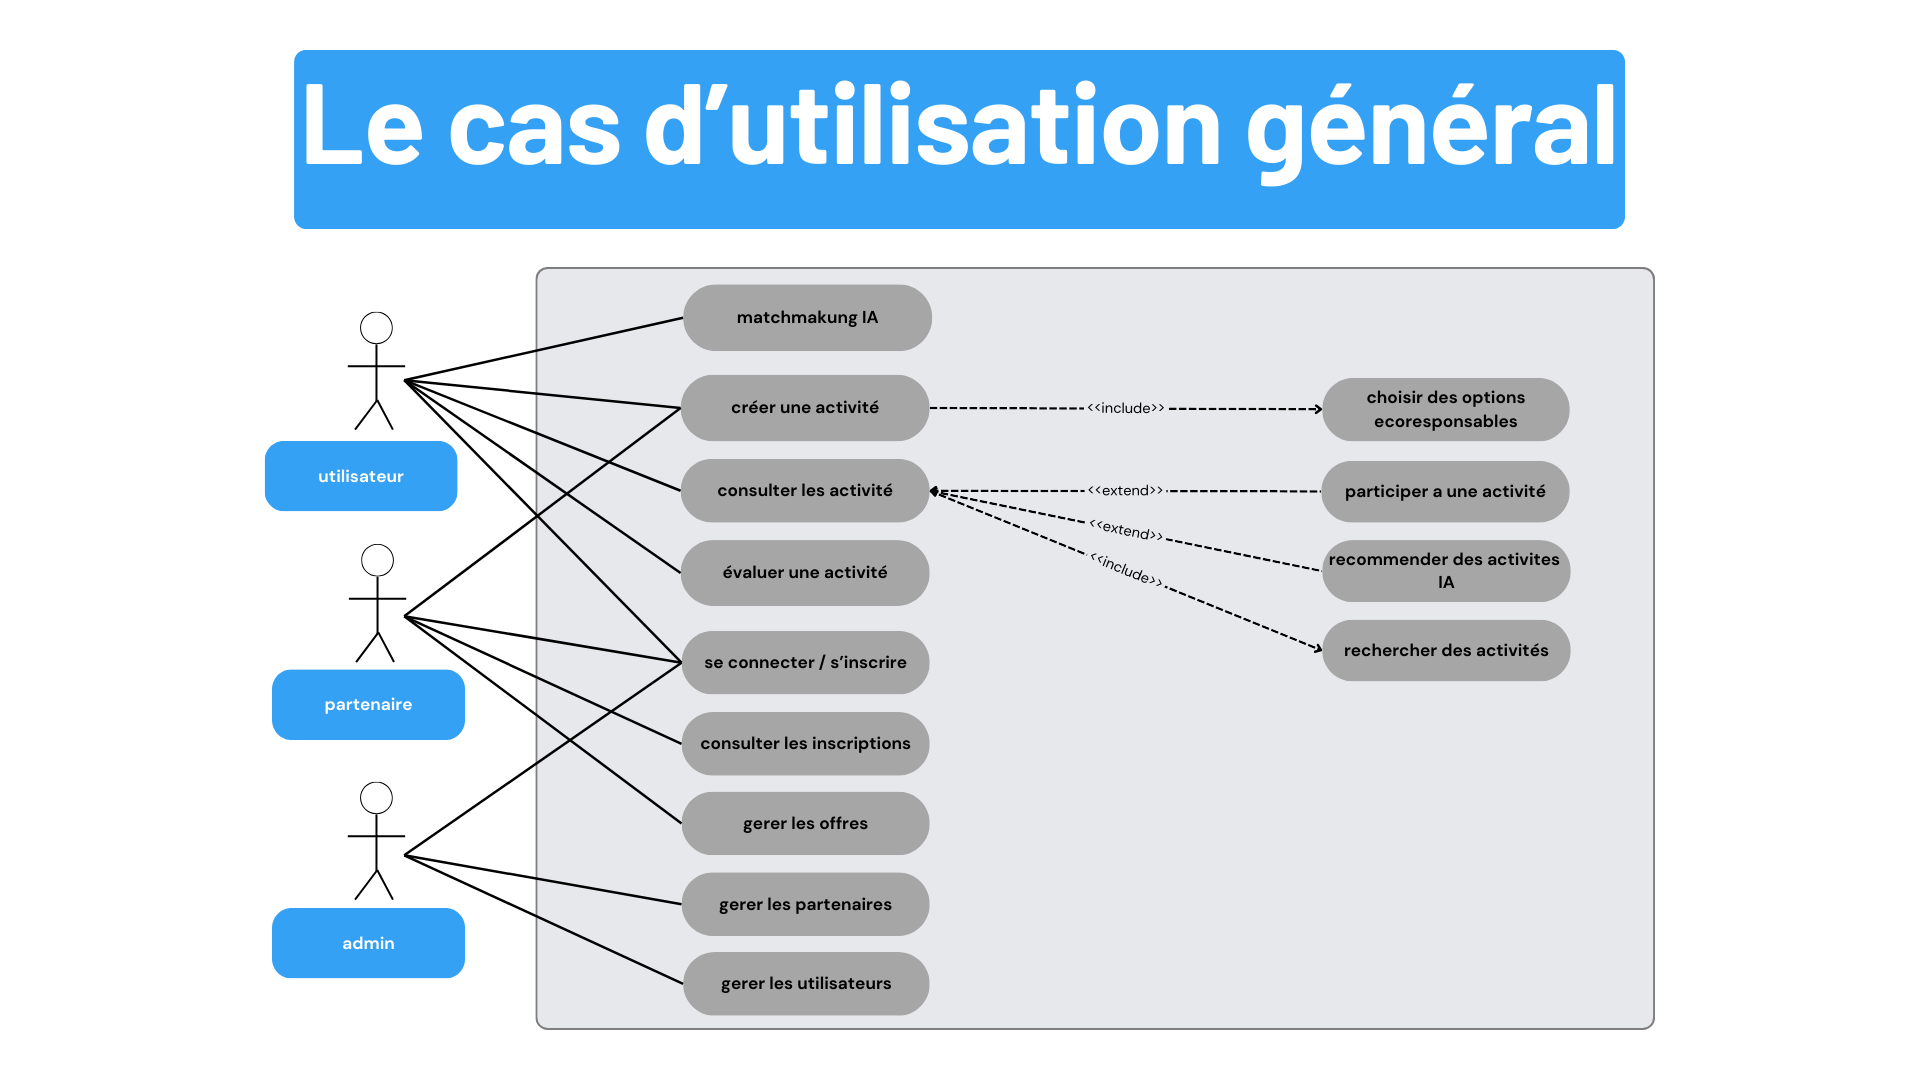 Le cas d’utilisation général
matchmakung IA
créer une activité
<<include>>
choisir des options
ecoresponsables
utilisateur
consulter les activité
<<extend>>
participer a une activité
<<extend>>
recommender des activites
IA
évaluer une activité
<<include>>
rechercher des activités
se connecter / s’inscrire
partenaire
consulter les inscriptions
gerer les offres
gerer les partenaires
admin
gerer les utilisateurs